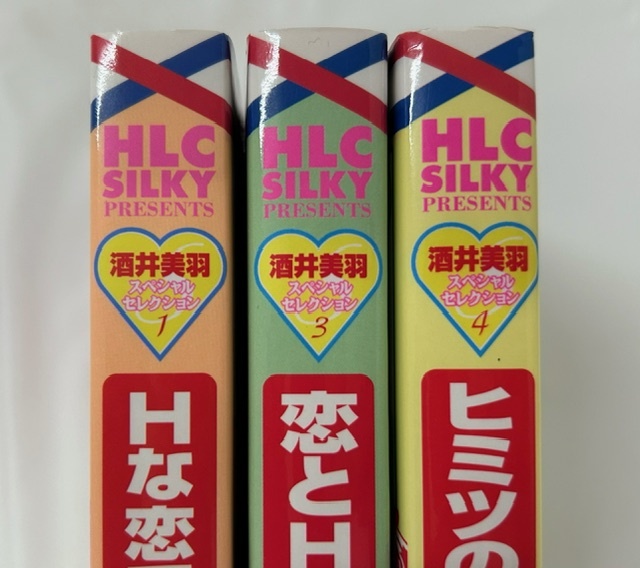 HLC
SILKY
PRESENTS
酒井美羽
スペシャル
セレクション
1
Hな恋
HLC
SILKY
PRESENTS
酒井美羽
スペシャル
セレクション
3
恋とH
HLC
SILKY
PRESENTS
酒井美羽
スペシャル
セレクション
4
ヒミツの